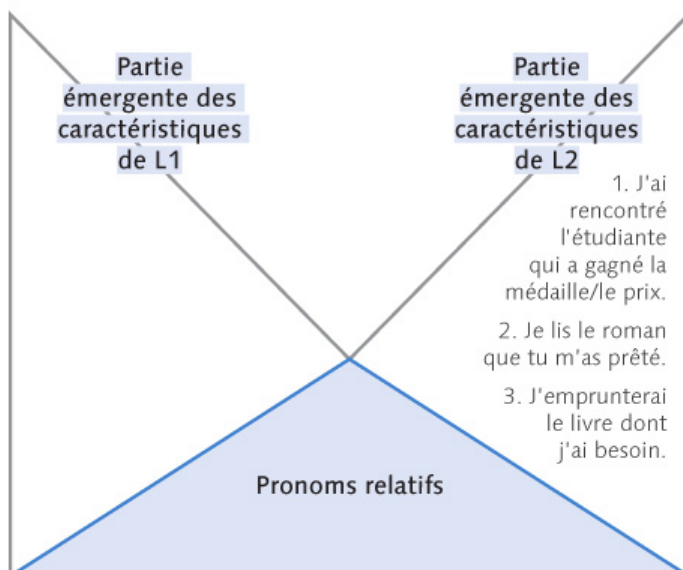 Partie
émergente des
caractéristiques
de L1
Partie
émergente des
caractéristiques
de L2
1. J'ai
rencontré
l'étudiante
qui a gagné la
médaille/le prix.
2. Je lis le roman
que tu m'as prêté.
3. J'emprunterai
le livre dont
j'ai besoin.
Pronoms relatifs